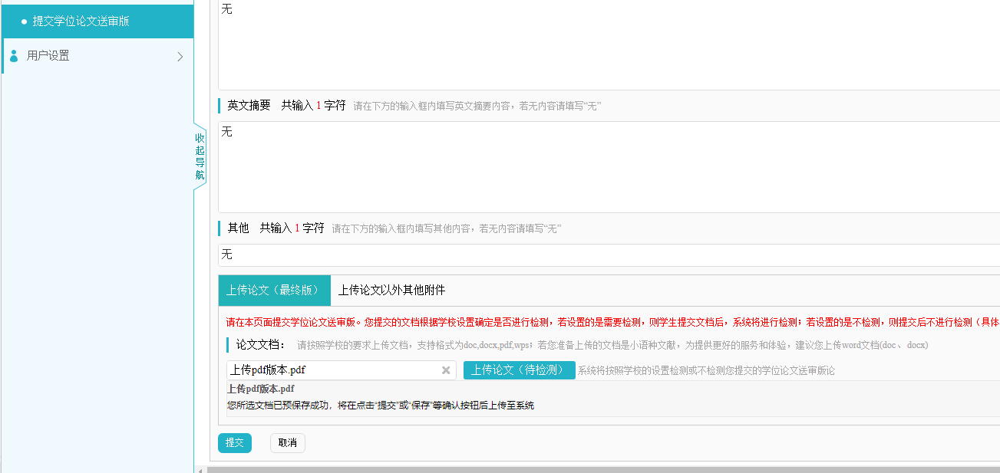 提交学位论文送审版
用户设置
收起导航
无
英文摘要 共输入 1 字符 请在下方的输入框内填写英文摘要内容，若无内容请填写“无”
无
其他 共输入 1 字符 请在下方的输入框内填写其他内容，若无内容请填写“无”
无
上传论文（最终版） 上传论文以外其他附件
请在本页面提交学位论文送审版。您提交的文档根据学校设置确定是否进行检测，若设置的是需要检测，则学生提交文档后，系统将进行检测；若设置的是不检测，则提交后不进行检测（具体
论文文档： 请按照学校的要求上传文档，支持格式为doc,docx,pdf,wps；若您准备上传的文档是小语种文献，为提供更好的服务和体验，建议您上传word文档(doc、docx)
上传pdf版本.pdf 上传论文（待检测） 系统将按照学校的设置检测或不检测您提交的学位论文送审版论
上传pdf版本.pdf
您所选文档已预保存成功，将在点击“提交”或“保存”等确认按钮后上传至系统
提交 取消